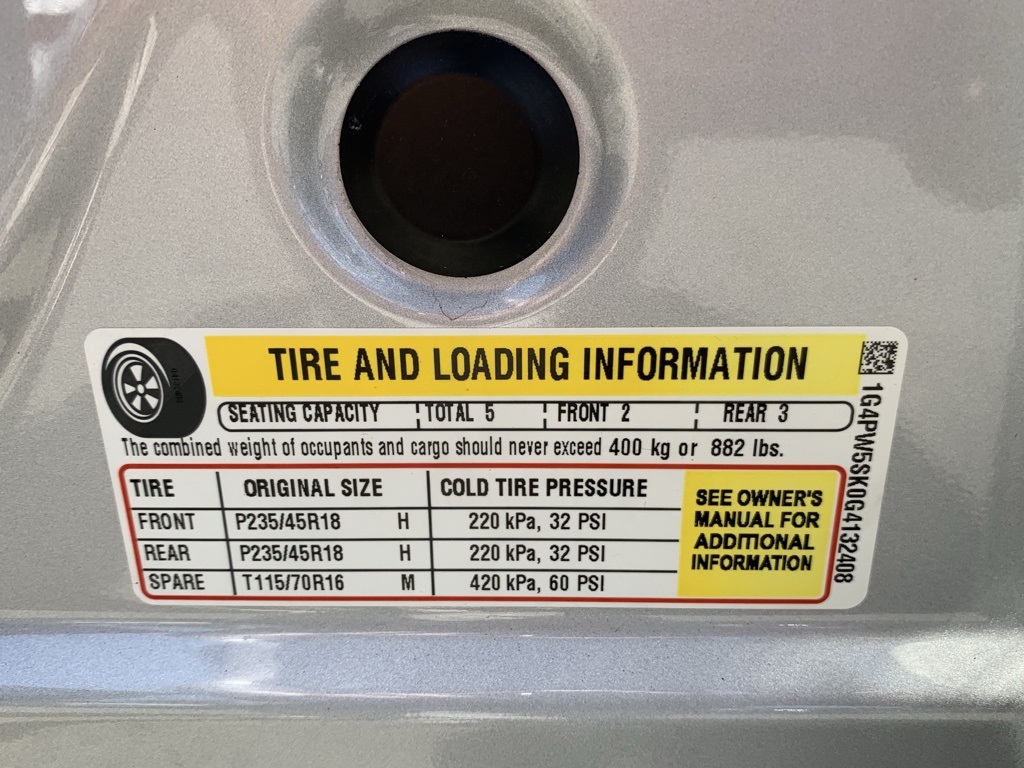 TIRE AND LOADING INFORMATION
SEATING CAPACITY TOTAL 5 FRONT 2 REAR 3
The combined weight of occupants and cargo should never exceed 400 kg or 882 lbs.
TIRE ORIGINAL SIZE COLD TIRE PRESSURE
FRONT P235/45R18 H 220 kPa, 32 PSI
REAR P235/45R18 H 220 kPa, 32 PSI
SPARE T115/70R16 M 420 kPa, 60 PSI
SEE OWNER'S
MANUAL FOR
ADDITIONAL
INFORMATION
1G4PW5SK0G4132408